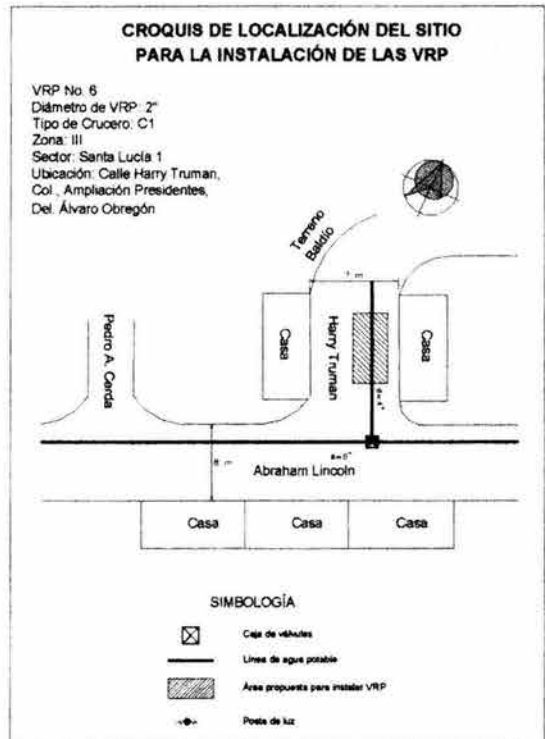 CROQUIS DE LOCALIZACIÓN DEL SITIO
PARA LA INSTALACIÓN DE LAS VRP
VRP No. 6
Diámetro de VRP: 2"
Tipo de Crucero: C1
Zona: III
Sector: Santa Lucía 1
Ubicación: Calle Harry Truman,
Col., Ampliación Presidentes,
Del. Álvaro Obregón
Terreno
Baldío
7 m
Pedro A. Cerda
Casa
Harry Truman
Casa
8 m
Abraham Lincoln
Casa
Casa
Casa
SIMBOLOGÍA
Caja de válvulas
Línea de agua potable
Área propuesta para instalar VRP
Poste de luz